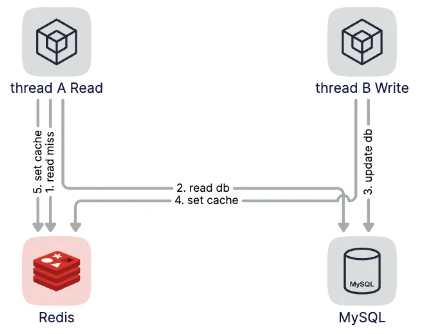 thread A Read
thread B Write
5. set cache
1. read miss
2. read db
4. set cache
3. update db
MySQL
Redis
MySQL